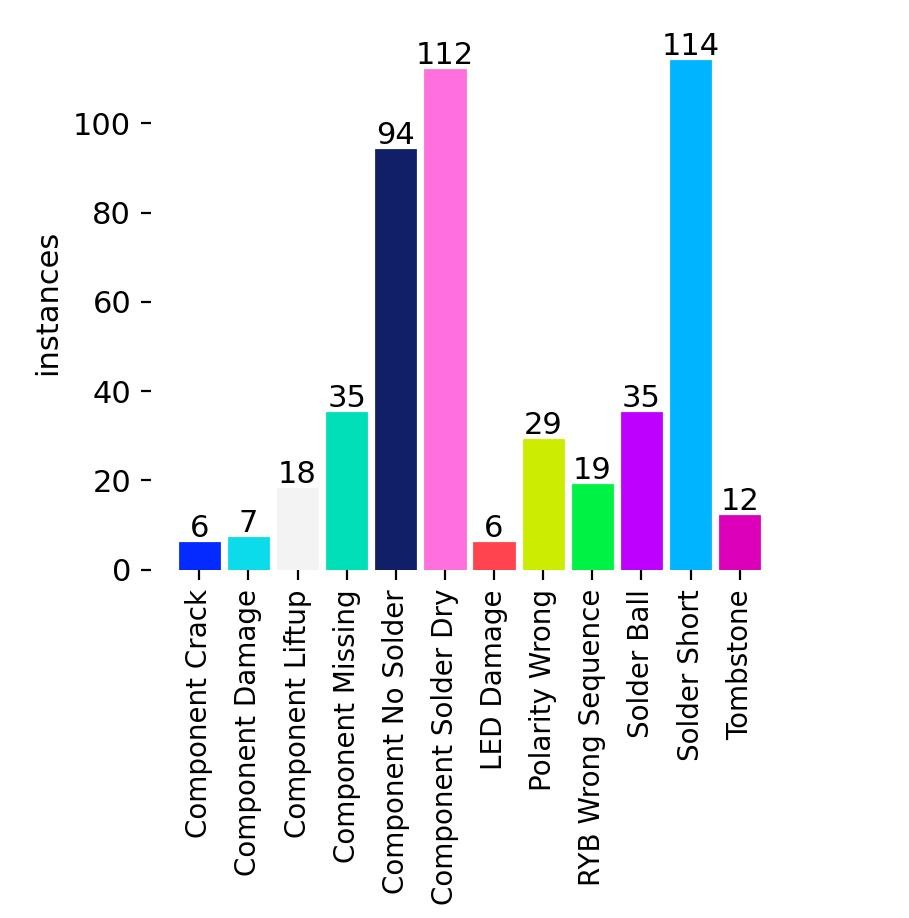 instances
100
80
60
40
20
0
6
7
18
35
94
112
6
29
19
35
114
12
Component Crack
Component Damage
Component Liftup
Component Missing
Component No Solder
Component Solder Dry
LED Damage
Polarity Wrong
RYB Wrong Sequence
Solder Ball
Solder Short
Tombstone